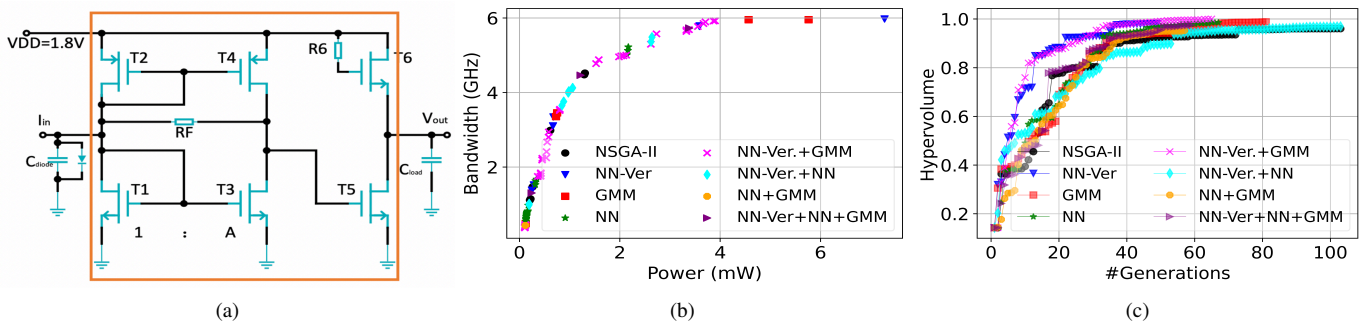 VDD=1.8V
T2
T4
R6
T6
I_in
RF
V_out
C_diode
C_load
T1
T3
T5
1 : A
(a)
Bandwidth (GHz)
6
4
2
NSGA-II
NN-Ver
GMM
NN
NN-Ver.+GMM
NN-Ver.+NN
NN+GMM
NN-Ver+NN+GMM
0 2 4 6
Power (mW)
(b)
Hypervolume
1.0
0.8
0.6
0.4
0.2
NSGA-II
NN-Ver
GMM
NN
NN-Ver.+GMM
NN-Ver.+NN
NN+GMM
NN-Ver+NN+GMM
0 20 40 60 80 100
#Generations
(c)